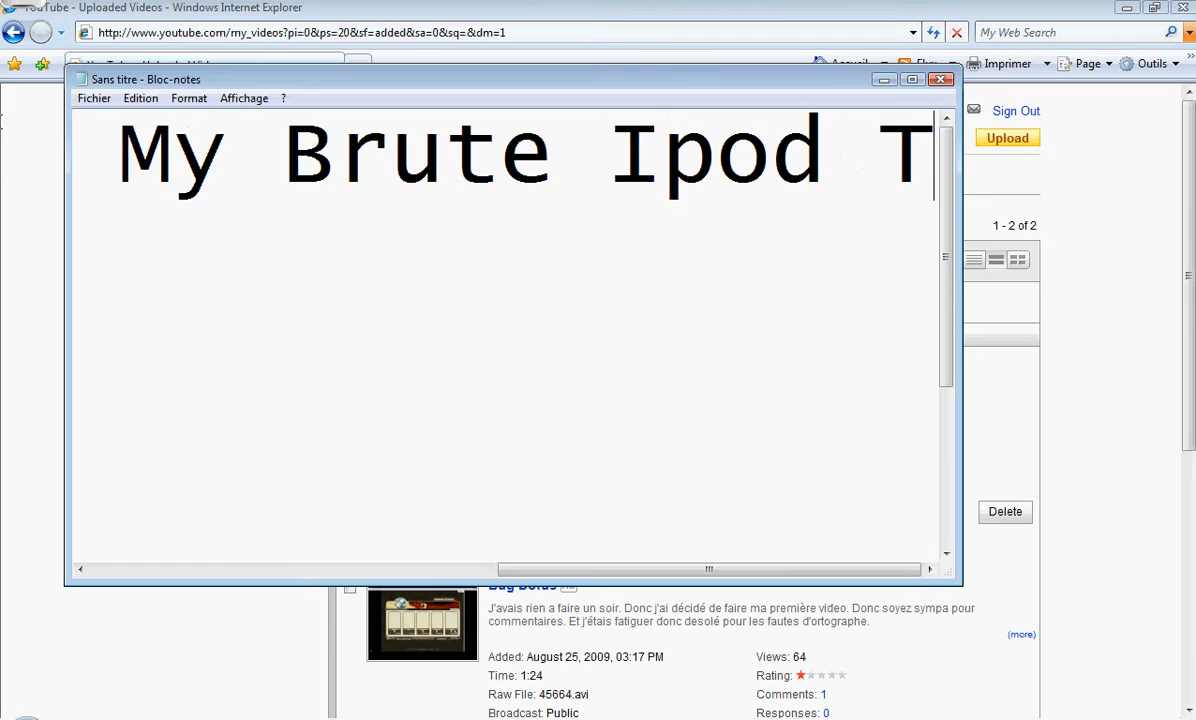 YouTube - Uploaded Videos - Windows Internet Explorer
http://www.youtube.com/my_videos?pi=0&ps=20&sf=added&sa=0&sq=&dm=1
My Web Search
Imprimer Page Outils
Sans titre - Bloc-notes
Fichier Edition Format Affichage ?
My Brute Ipod T
Sign Out
Upload
1 - 2 of 2
Delete
J'avais rien a faire un soir. Donc j'ai décidé de faire ma première video. Donc soyez sympa pour
commentaires. Et j'étais fatiguer donc desolé pour les fautes d'ortographe.
(more)
Added: August 25, 2009, 03:17 PM
Views: 64
Time: 1:24
Rating:
Raw File: 45664.avi
Comments: 1
Broadcast: Public
Responses: 0